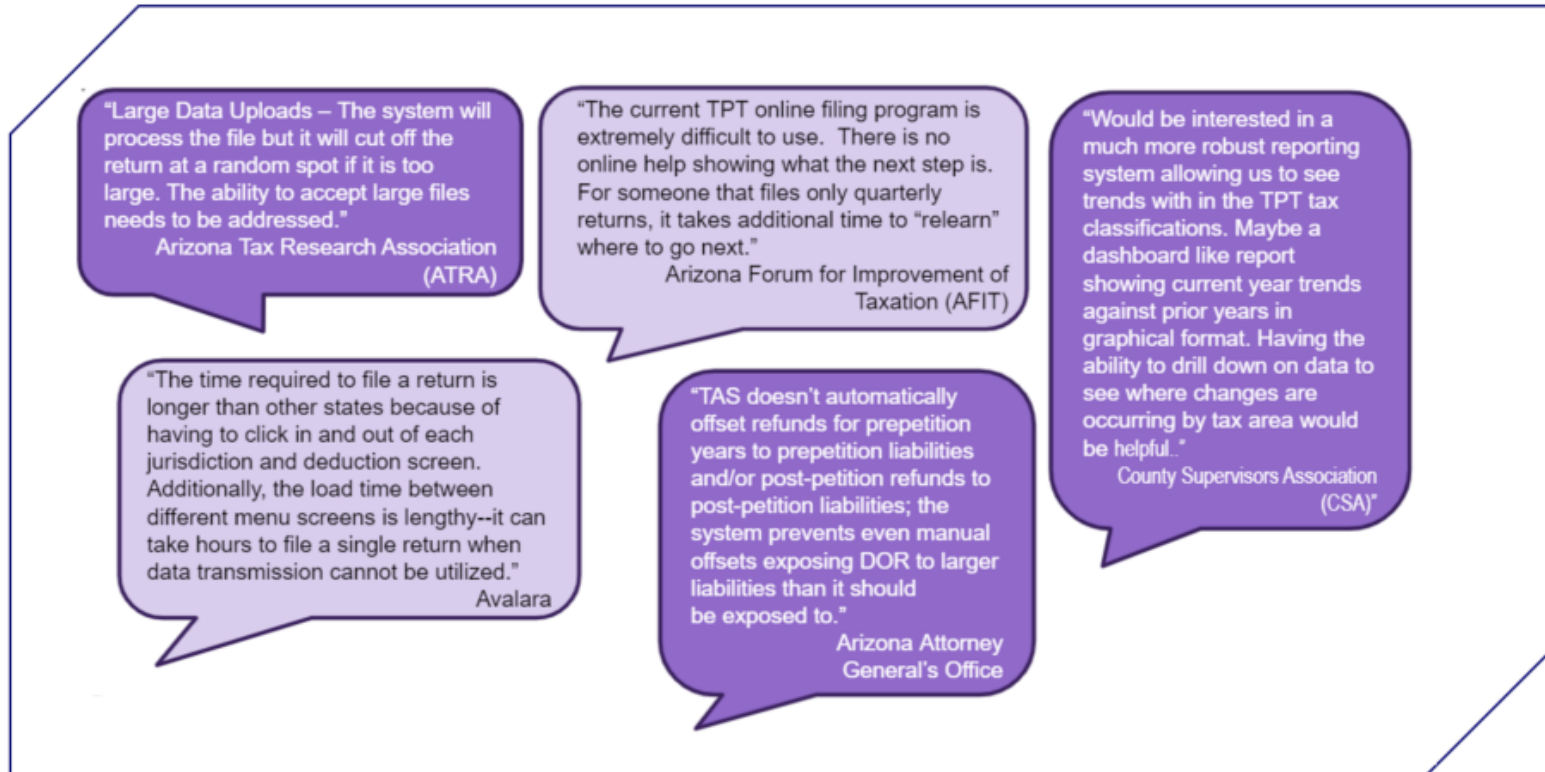 “Large Data Uploads – The system will
process the file but it will cut off the
return at a random spot if it is too
large. The ability to accept large files
needs to be addressed.”
Arizona Tax Research Association
(ATRA)
“The current TPT online filing program is
extremely difficult to use.  There is no
online help showing what the next step is.
For someone that files only quarterly
returns, it takes additional time to “relearn”
where to go next.”
Arizona Forum for Improvement of
Taxation (AFIT)
“Would be interested in a
much more robust reporting
system allowing us to see
trends with in the TPT tax
classifications. Maybe a
dashboard like report
showing current year trends
against prior years in
graphical format. Having the
ability to drill down on data to
see where changes are
occurring by tax area would
be helpful..“
County Supervisors Association
(CSA)”
“The time required to file a return is
longer than other states because of
having to click in and out of each
jurisdiction and deduction screen.
Additionally, the load time between
different menu screens is lengthy--it can
take hours to file a single return when
data transmission cannot be utilized.”
Avalara
“TAS doesn’t automatically
offset refunds for prepetition
years to prepetition liabilities
and/or post-petition refunds to
post-petition liabilities; the
system prevents even manual
offsets exposing DOR to larger
liabilities than it should
be exposed to.”
Arizona Attorney
General’s Office